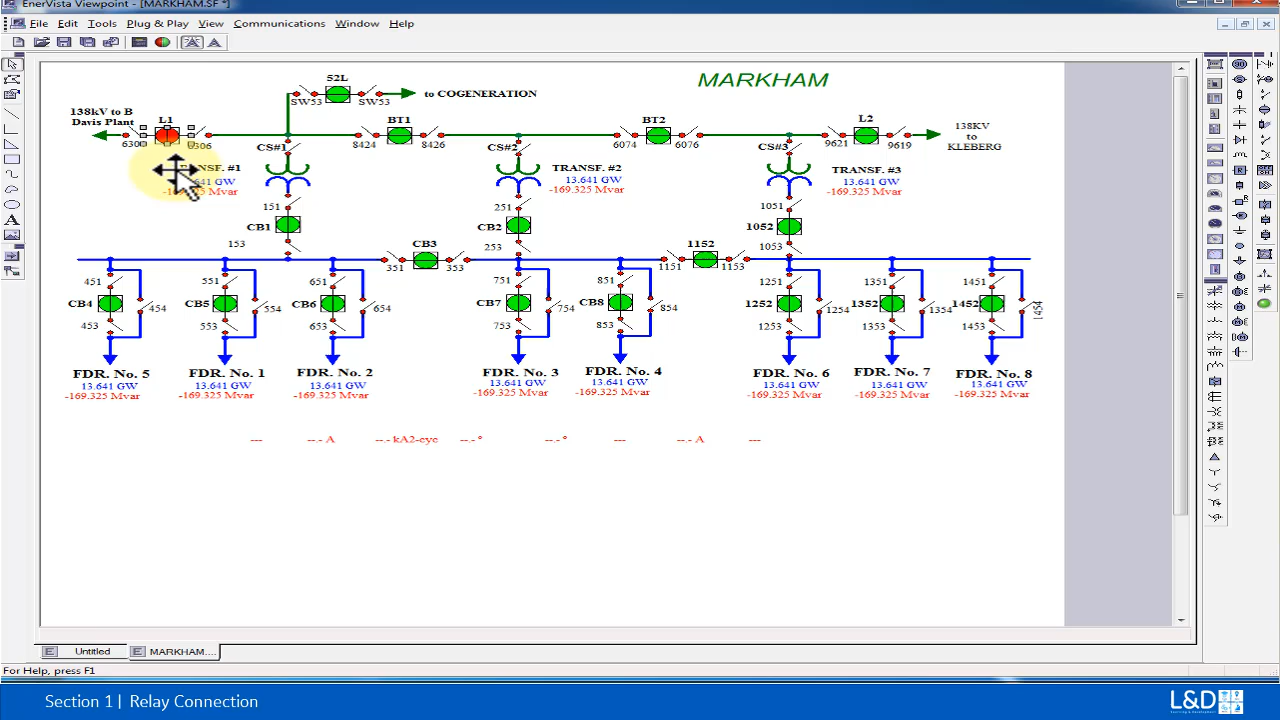 EnerVista Viewpoint - [MARKHAM.SF *]
File Edit Tools Plug & Play View Communications Window Help
MARKHAM
52L
SW53 SW53 to COGENERATION
138kV to B
Davis Plant
L1 BT1 BT2 L2
6306 8424 8426 6074 6076 9621 9619
138KV
to
KLEBERG
CS#1 CS#2 CS#3
#1 TRANSF. #2 TRANSF. #3
GW 13.641 GW 13.641 GW
Mvar -169.325 Mvar -169.325 Mvar
151 251 1051
CB1 CB2 1052
153 253 1053
CB3 1152
351 353 1151 1153
451 551 651 751 851 1251 1351 1451
CB4 454 CB5 554 CB6 654 CB7 754 CB8 854 1252 1254 1352 1354 1452 1454
453 553 653 753 853 1253 1353 1453
FDR. No. 5 FDR. No. 1 FDR. No. 2 FDR. No. 3 FDR. No. 4 FDR. No. 6 FDR. No. 7 FDR. No. 8
13.641 GW 13.641 GW 13.641 GW 13.641 GW 13.641 GW 13.641 GW 13.641 GW 13.641 GW
-169.325 Mvar -169.325 Mvar -169.325 Mvar -169.325 Mvar -169.325 Mvar -169.325 Mvar -169.325 Mvar -169.325 Mvar
--- --.- A --.- kA2-cyc --.- ° --.- ° --- --.- A ---
Untitled MARKHAM....
For Help, press F1
Section 1 | Relay Connection
L&D